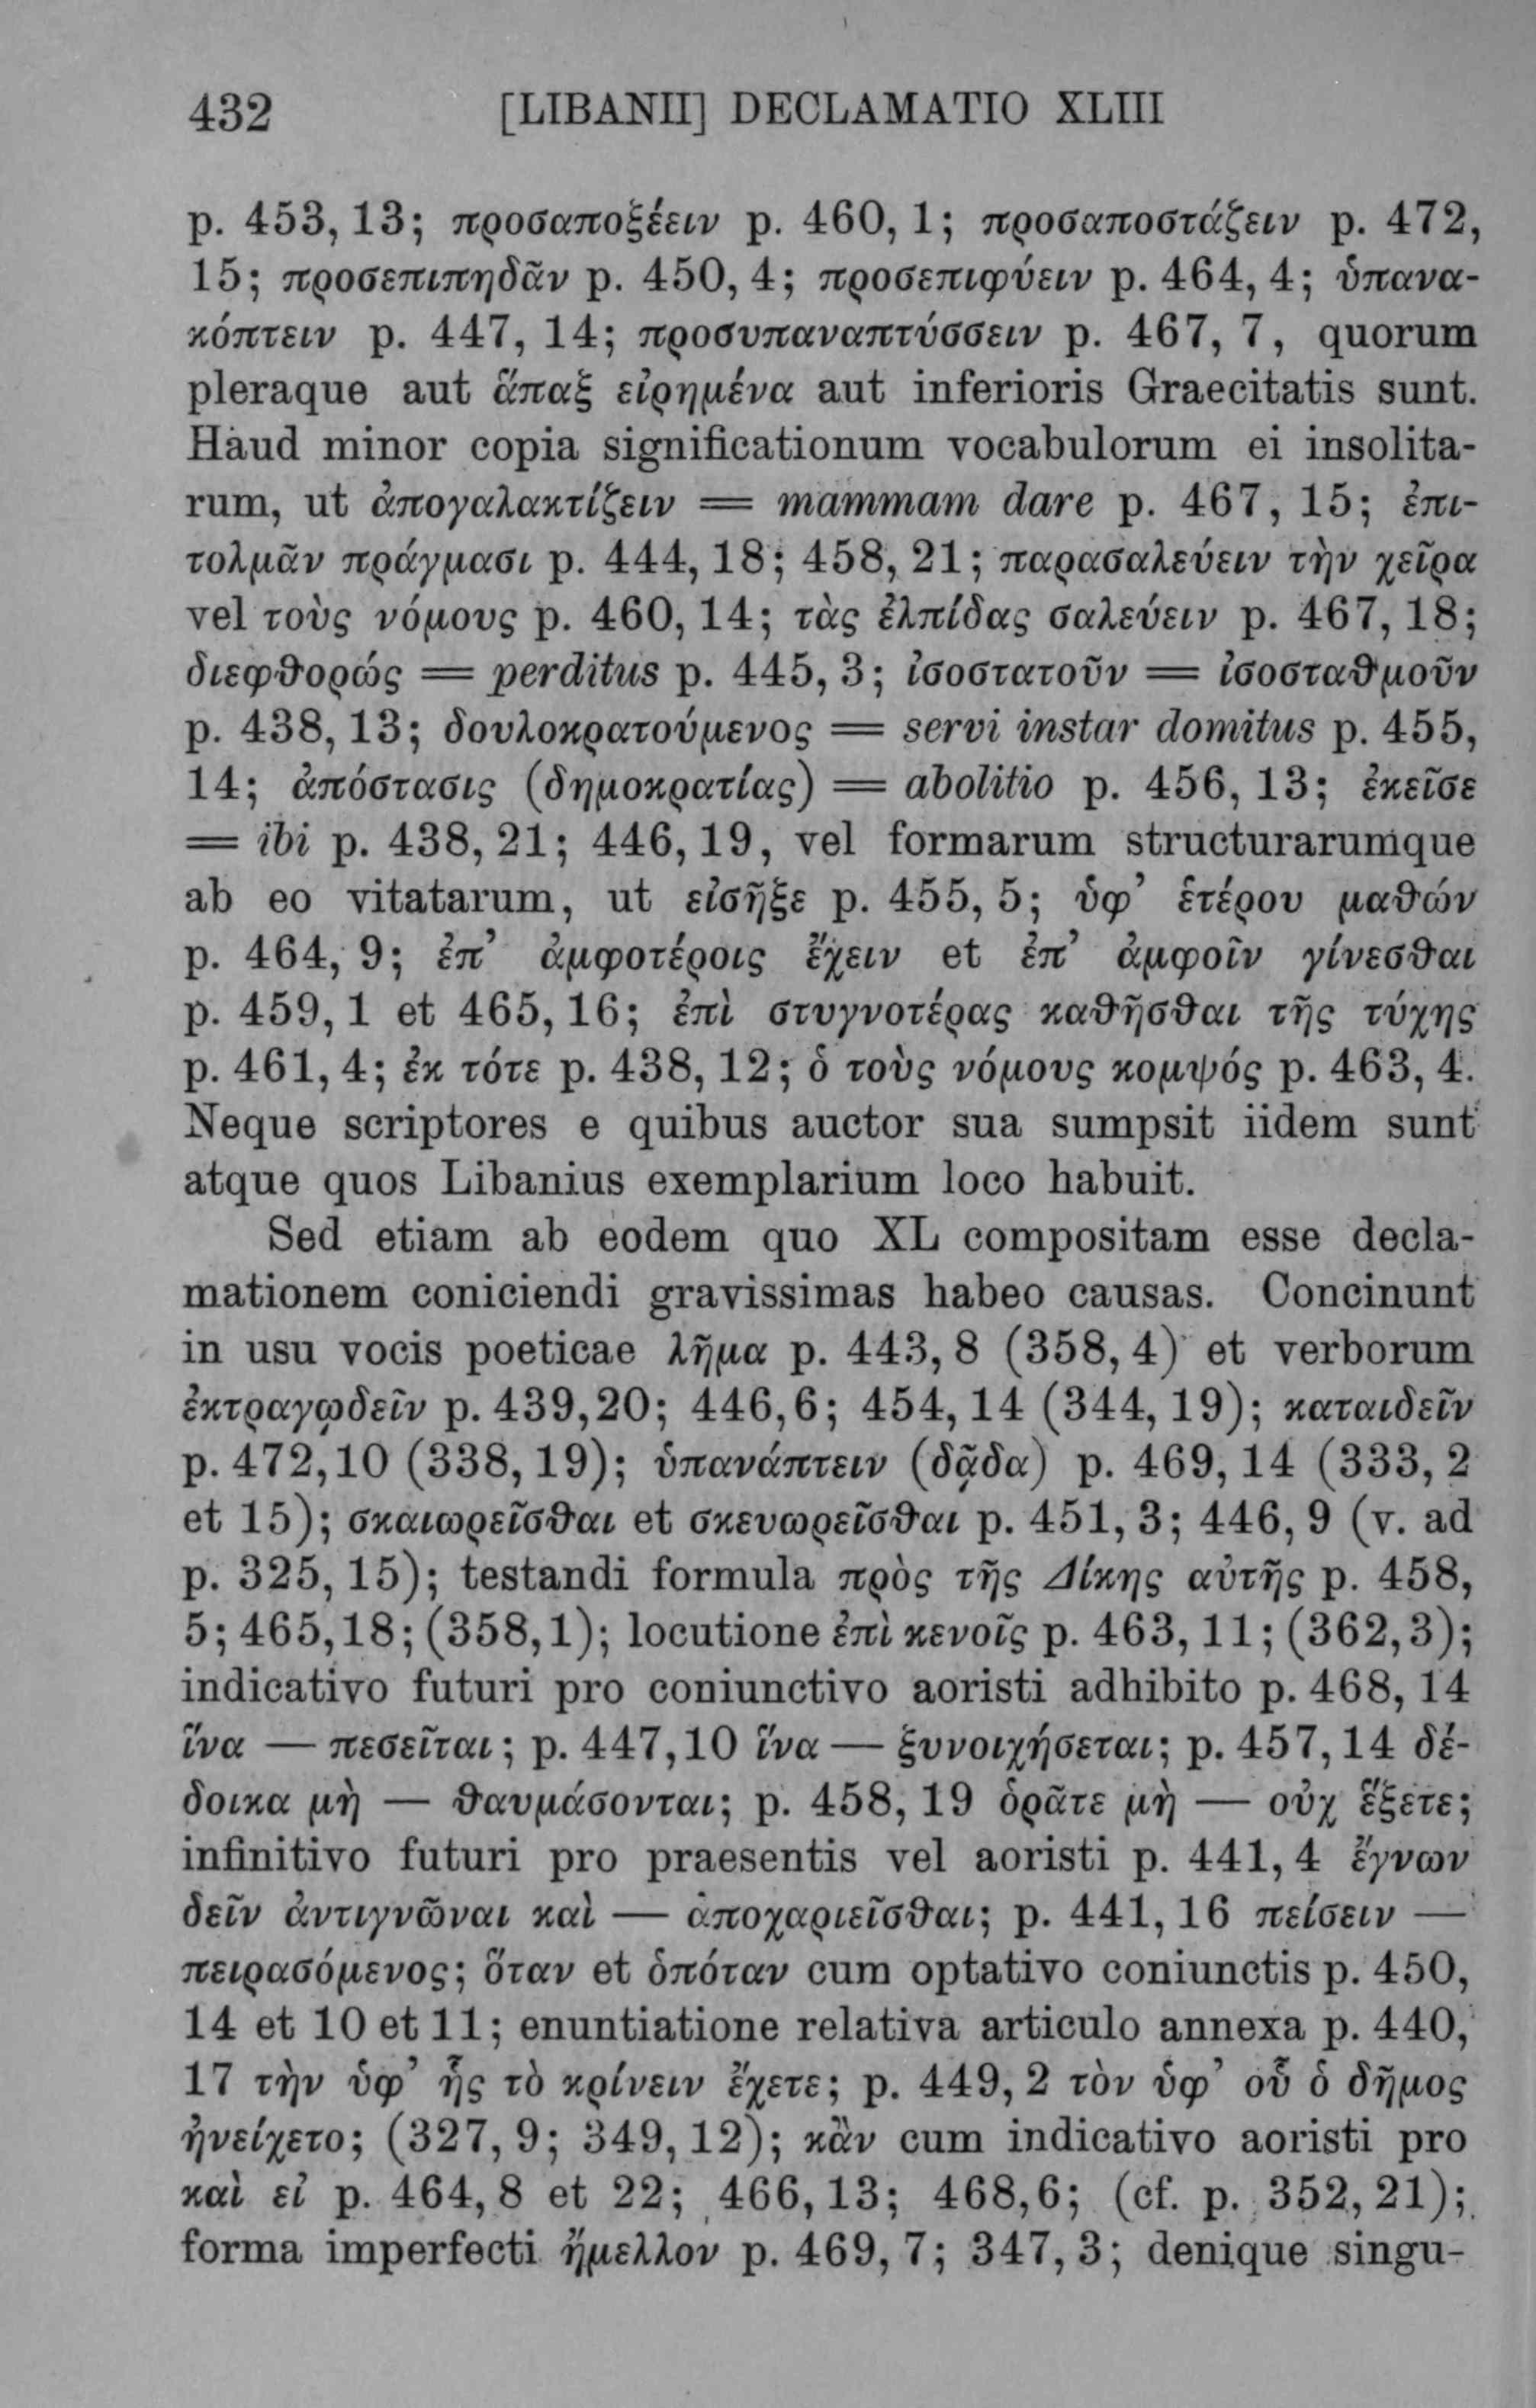 432 [LIBANII] DECLAMATIO XLIII
p. 453, 13; προσαποξέειν p. 460, 1; προσαποστάζειν p. 472,
15; προσεπιπηδᾶν p. 450, 4; προσεπιφύειν p. 464, 4; ὑπανα-
κόπτειν p. 447, 14; προσυπαναπτύσσειν p. 467, 7, quorum
pleraque aut ἅπαξ εἰρημένα aut inferioris Graecitatis sunt.
Haud minor copia significationum vocabulorum ei insolita-
rum, ut ἀπογαλακτίζειν = mammam dare p. 467, 15; ἐπι-
τολμᾶν πράγμασι p. 444, 18; 458, 21; παρασαλεύειν τὴν χεῖρα
vel τοὺς νόμους p. 460, 14; τὰς ἐλπίδας σαλεύειν p. 467, 18;
διεφθορώς = perditus p. 445, 3; ἰσοστατοῦν = ἰσοσταθμοῦν
p. 438, 13; δουλοκρατούμενος = servi instar domitus p. 455,
14; ἀπόστασις (δημοκρατίας) = abolitio p. 456, 13; ἐκεῖσε
= ibi p. 438, 21; 446, 19, vel formarum structurarumque
ab eo vitatarum, ut εἰσῆξε p. 455, 5; ὑφ’ ἑτέρου μαθών
p. 464, 9; ἐπ’ ἀμφοτέροις ἔχειν et ἐπ’ ἀμφοῖν γίνεσθαι
p. 459, 1 et 465, 16; ἐπὶ στυγνοτέρας καθῆσθαι τῆς τύχης
p. 461, 4; ἐκ τότε p. 438, 12; ὁ τοὺς νόμους κομψός p. 463, 4.
Neque scriptores e quibus auctor sua sumpsit iidem sunt
atque quos Libanius exemplarium loco habuit.
Sed etiam ab eodem quo XL compositam esse decla-
mationem coniciendi gravissimas habeo causas. Concinunt
in usu vocis poeticae λῆμα p. 443, 8 (358, 4) et verborum
ἐκτραγῳδεῖν p. 439, 20; 446, 6; 454, 14 (344, 19); καταιδεῖν
p. 472, 10 (338, 19); ὑπανάπτειν (δᾷδα) p. 469, 14 (333, 2
et 15); σκαιωρεῖσθαι et σκευωρεῖσθαι p. 451, 3; 446, 9 (v. ad
p. 325, 15); testandi formula πρὸς τῆς Δίκης αὐτῆς p. 458,
5; 465, 18; (358, 1); locutione ἐπὶ κενοῖς p. 463, 11; (362, 3);
indicativo futuri pro coniunctivo aoristi adhibito p. 468, 14
ἵνα — πεσεῖται; p. 447, 10 ἵνα — ξυνοιχήσεται; p. 457, 14 δέ-
δοικα μὴ — θαυμάσονται; p. 458, 19 ὁρᾶτε μὴ — οὐχ ἕξετε;
infinitivo futuri pro praesentis vel aoristi p. 441, 4 ἔγνων
δεῖν ἀντιγνῶναι καὶ — ἀποχαριεῖσθαι; p. 441, 16 πείσειν —
πειρασόμενος; ὅταν et ὁπόταν cum optativo coniunctis p. 450,
14 et 10 et 11; enuntiatione relativa articulo annexa p. 440,
17 τὴν ὑφ’ ἧς τὸ κρίνειν ἔχετε; p. 449, 2 τὸν ὑφ’ οὗ ὁ δῆμος
ἠνείχετο; (327, 9; 349, 12); κἂν cum indicativo aoristi pro
καὶ εἰ p. 464, 8 et 22; 466, 13; 468, 6; (cf. p. 352, 21);
forma imperfecti ἤμελλον p. 469, 7; 347, 3; denique singu-